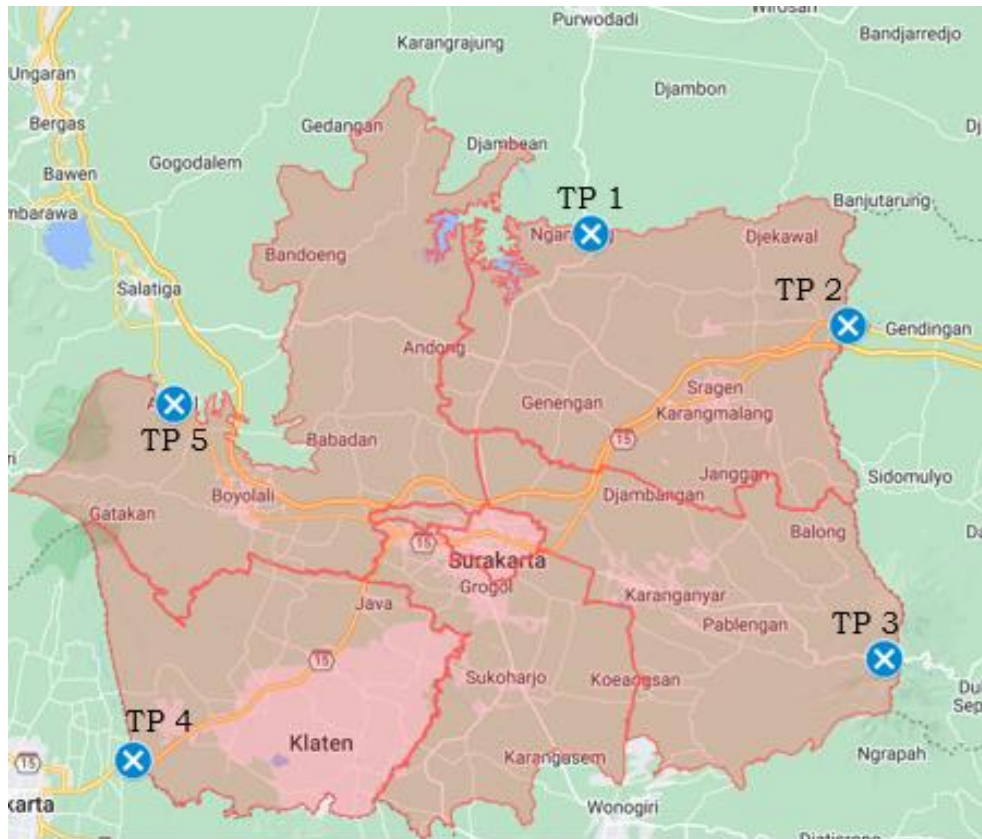 Purwodadi
Wirosari
Bandjarredjo
Karangrajung
Ungaran
Djambon
Bergas
Gedangan
Djambean
Gogodalem
Bawen
mbarawa
TP 1
Banjutarung
Bandoeng
Djekawal
Salatiga
TP 2
Gendingan
Andong
Sragen
Genengan
Karangmalang
TP 5
Babadan
15
Janggan
Sidomulyo
Boyolali
Djambangan
Gatakan
Balong
15
Surakarta
Grogol
Karanganyar
Java
Pablengan
TP 3
15
Sukoharjo
Koeangsan
TP 4
Klaten
Ngrapah
15
Karangasem
karta
Wonogiri